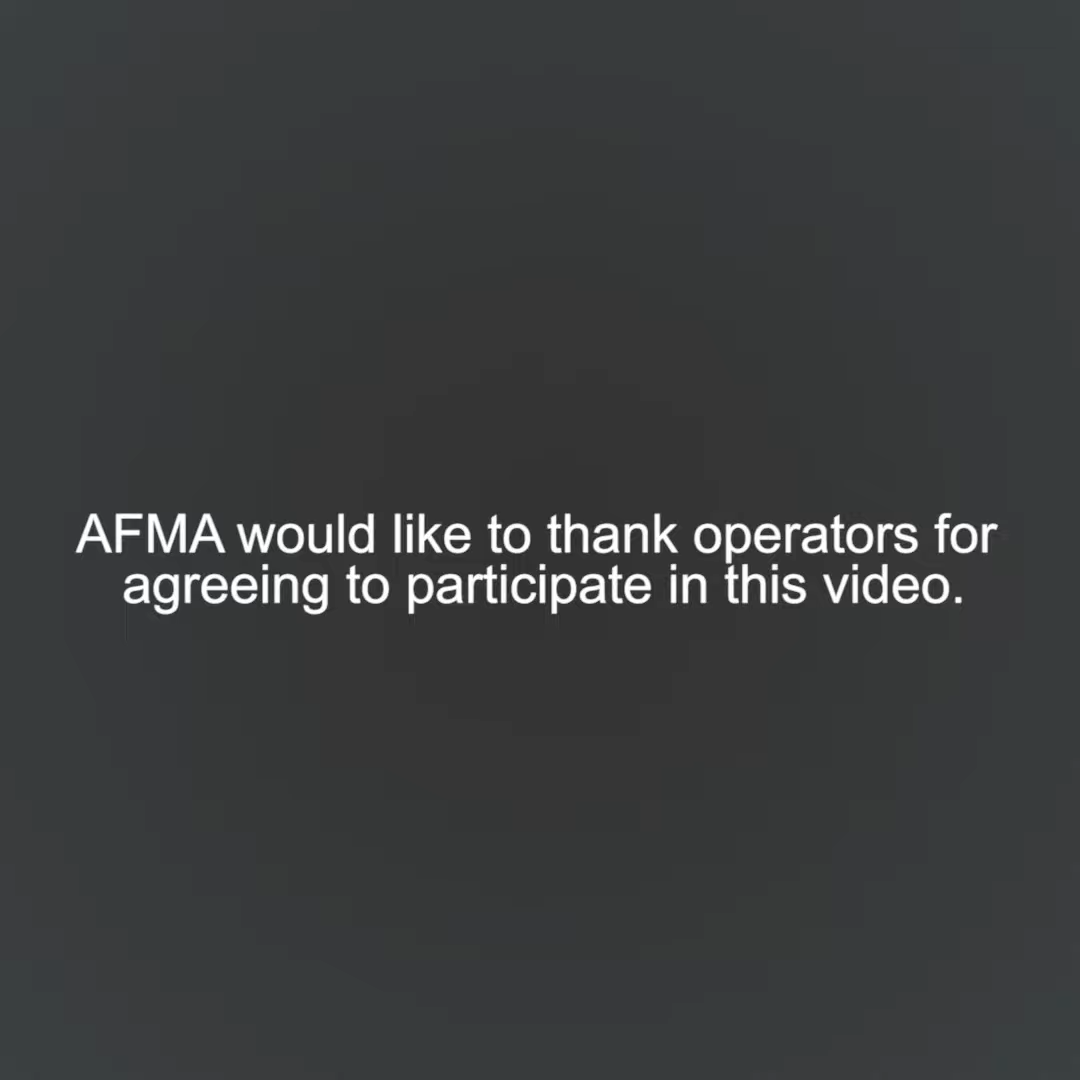 AFMA would like to thank operators for
agreeing to participate in this video.